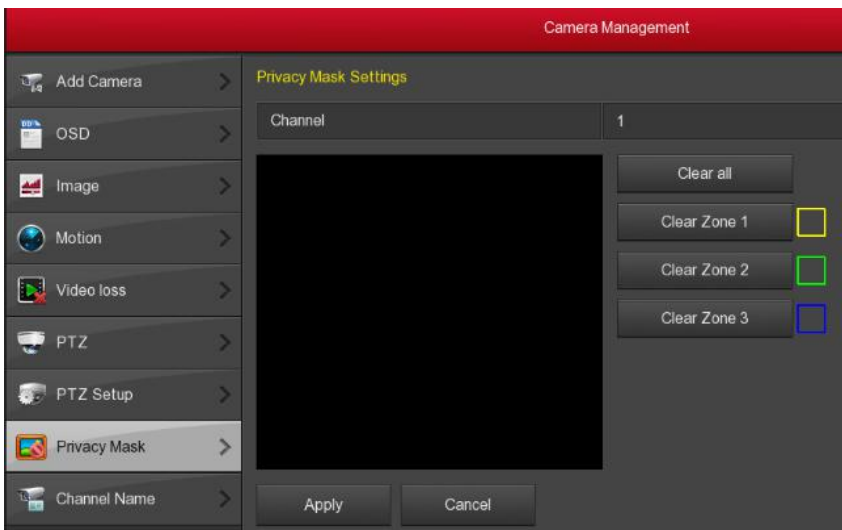 Camera Management
Add Camera
OSD
Image
Motion
Video loss
PTZ
PTZ Setup
Privacy Mask
Channel Name
Privacy Mask Settings
Channel 1
Clear all
Clear Zone 1
Clear Zone 2
Clear Zone 3
Apply Cancel